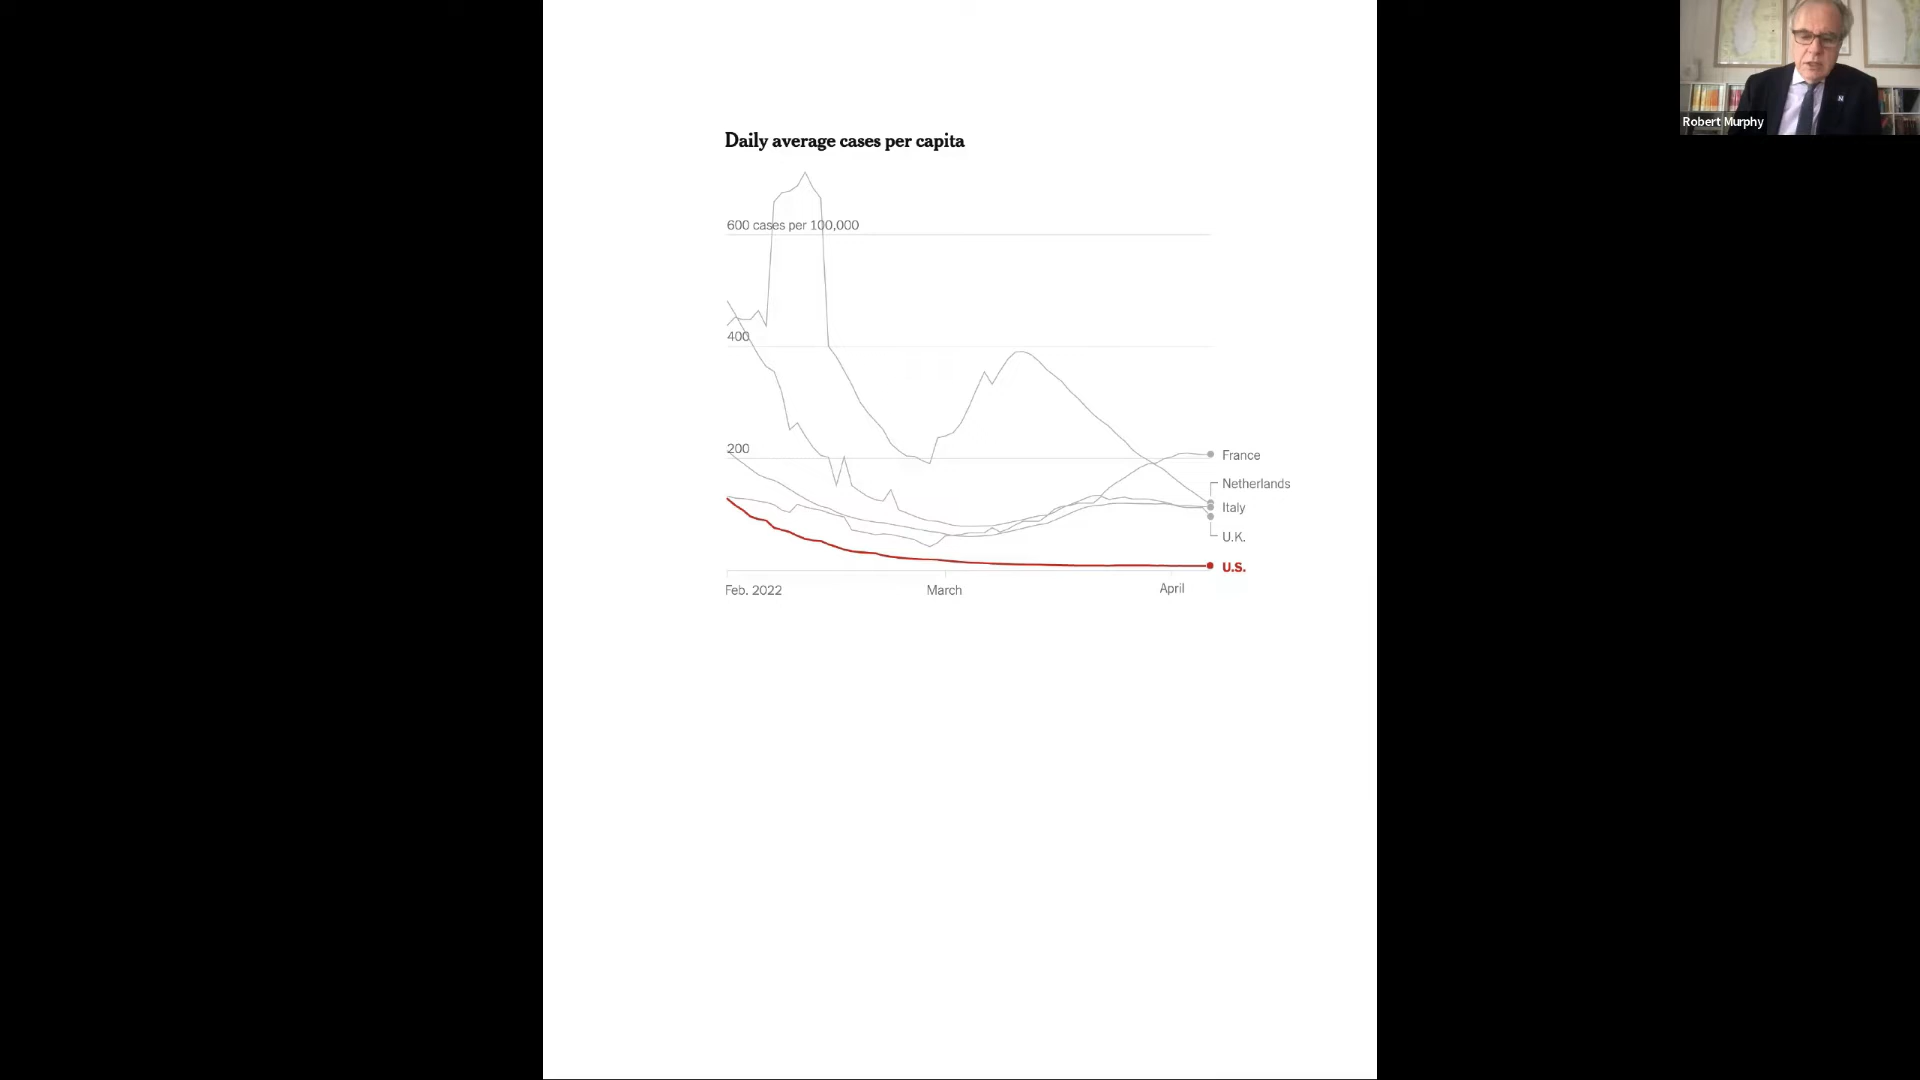 Robert Murphy
Daily average cases per capita
600 cases per 100,000
400
200
France
Netherlands
Italy
U.K.
U.S.
Feb. 2022
March
April